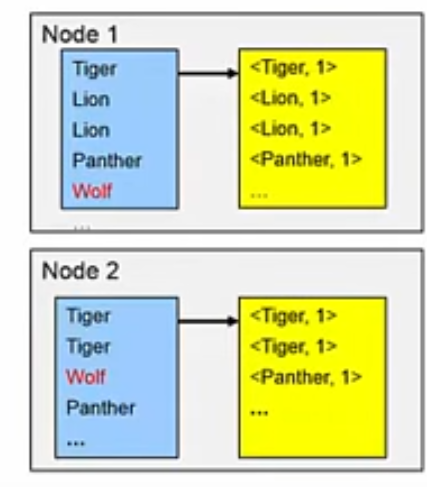 Node 1
Tiger
Lion
Lion
Panther
Wolf
...
<Tiger, 1>
<Lion, 1>
<Lion, 1>
<Panther, 1>
...
Node 2
Tiger
Tiger
Wolf
Panther
...
<Tiger, 1>
<Tiger, 1>
<Panther, 1>
...